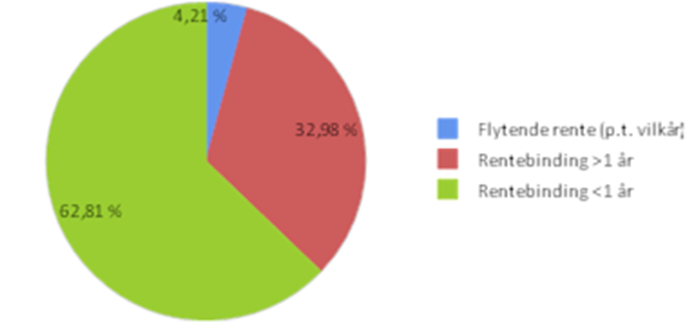 4,21 %
32,98 %
62,81 %
Flytende rente (p.t. vilkår)
Rentebinding >1 år
Rentebinding <1 år